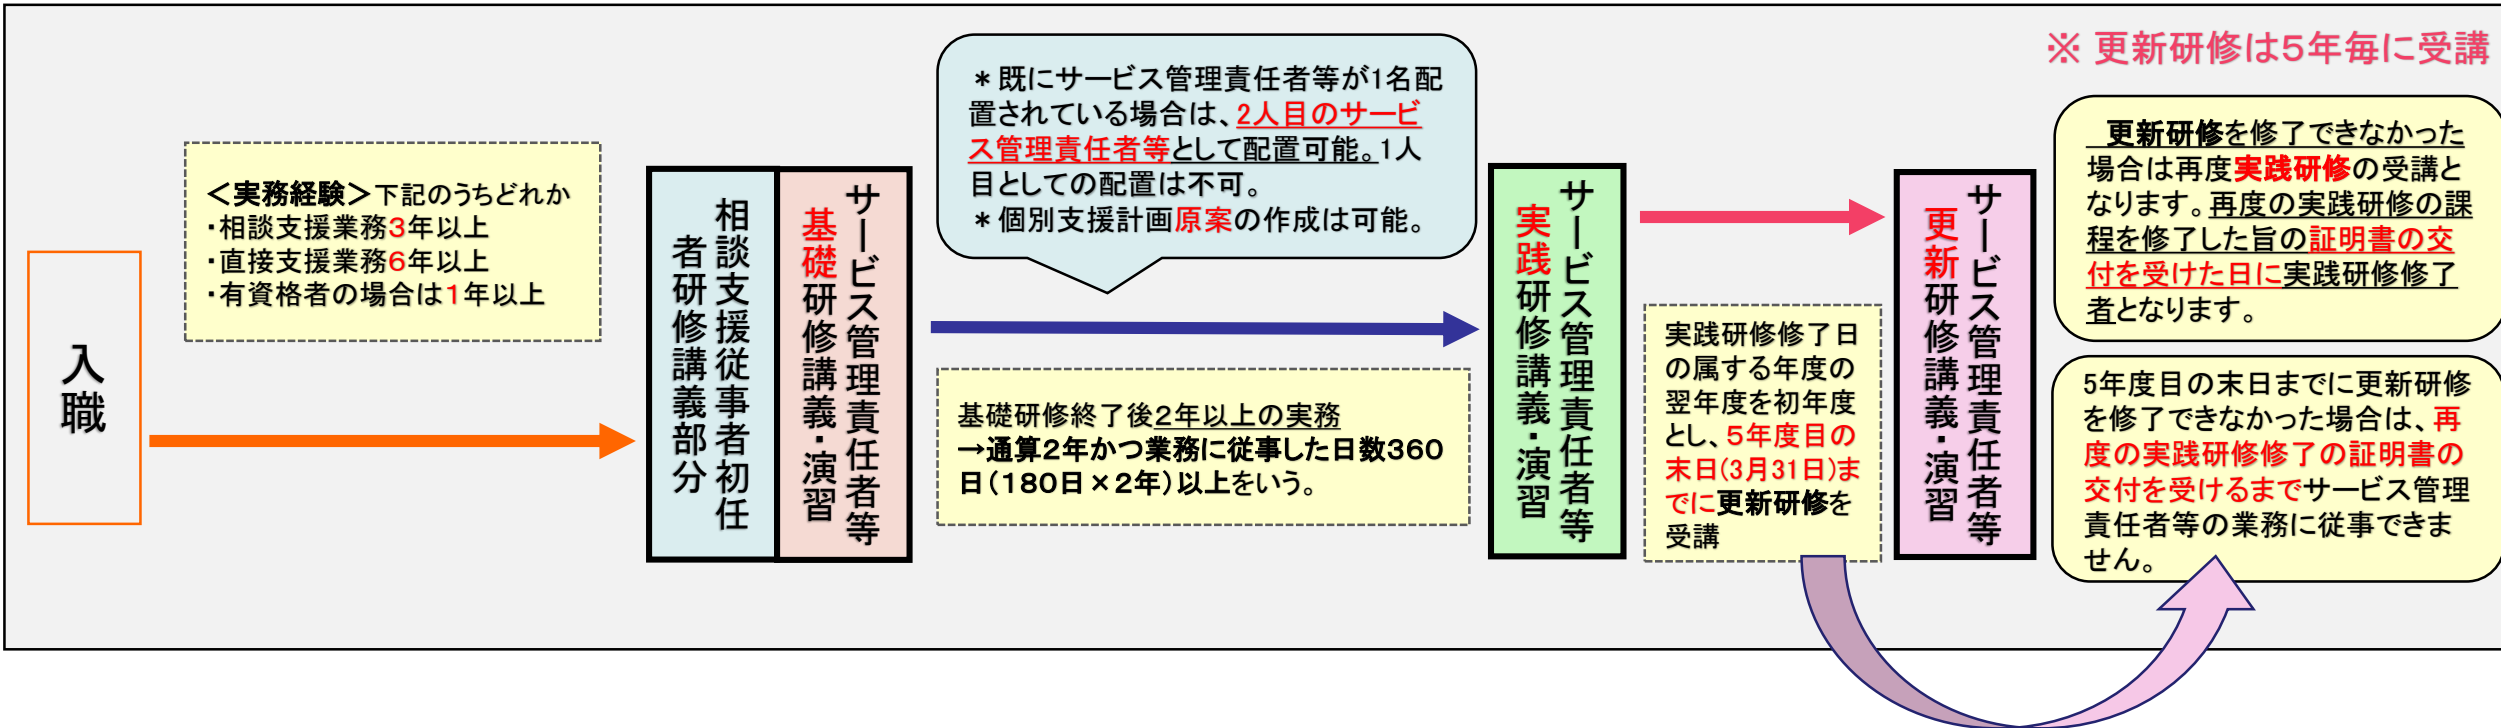 ※ 更新研修は5年毎に受講
入職
<実務経験>下記のうちどれか
・相談支援業務3年以上
・直接支援業務6年以上
・有資格者の場合は1年以上
相談支援従事者初任
者研修講義部分
サービス管理責任者等
基礎研修講義・演習
*既にサービス管理責任者等が1名配
置されている場合は、2人目のサービ
ス管理責任者等として配置可能。1人
目としての配置は不可。
*個別支援計画原案の作成は可能。
基礎研修終了後2年以上の実務
→通算2年かつ業務に従事した日数360
日(180日×2年)以上をいう。
サービス管理責任者等
実践研修講義・演習
実践研修修了日
の属する年度の
翌年度を初年度
とし、5年度目の
末日(3月31日)ま
でに更新研修を
受講
サービス管理責任者等
更新研修講義・演習
更新研修を修了できなかった
場合は再度実践研修の受講と
なります。再度の実践研修の課
程を修了した旨の証明書の交
付を受けた日に実践研修修了
者となります。
5年度目の末日までに更新研修
を修了できなかった場合は、再
度の実践研修修了の証明書の
交付を受けるまでサービス管理
責任者等の業務に従事できま
せん。